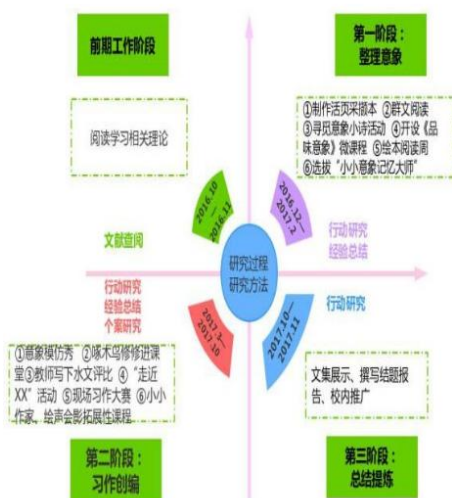 前期工作阶段
阅读学习相关理论
2016.10
—
2016.11
文献查阅
第一阶段：
整理意象
①制作活页采撷本 ②群文阅读
③寻觅意象小诗活动 ④开设《品
味意象》微课程 ⑤绘本阅读周
⑥选拔“小小意象记忆大师”
2016.12—
2017.2
行动研究
经验总结
研究过程
研究方法
行动研究
经验总结
个案研究
2017.3—
2017.10
①意象模仿秀 ②啄木鸟修修进课
堂③教师写下水文评比 ④“走近
XX”活动 ⑤现场习作大赛 ⑥小小
作家、绘声会影拓展性课程
第二阶段：
习作创编
2017.10—
2017.11
行动研究
文集展示、撰写结题报
告、校内推广
第三阶段：
总结提炼